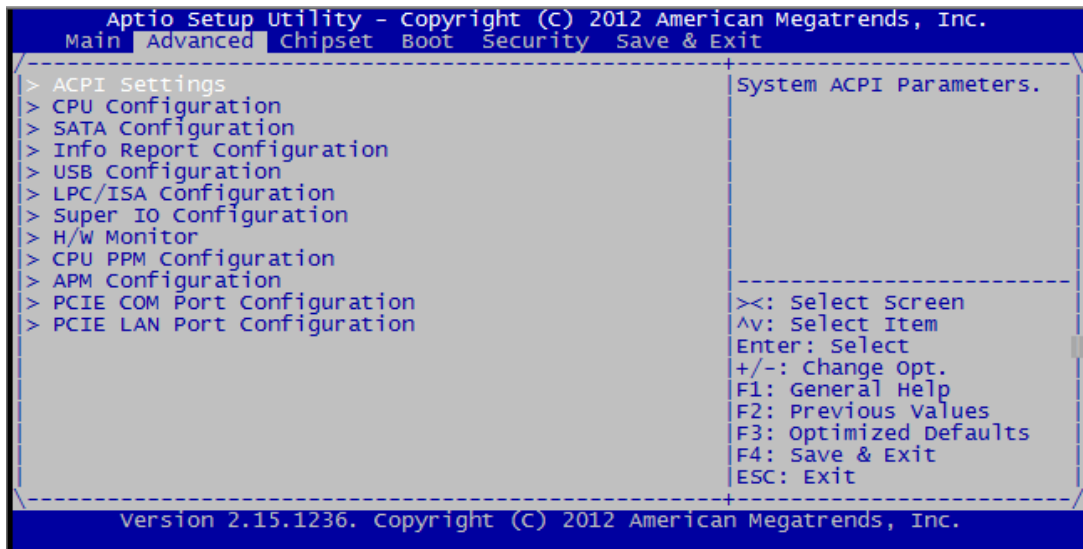 Aptio Setup Utility - Copyright (C) 2012 American Megatrends, Inc.
Main Advanced Chipset Boot Security Save & Exit
> ACPI Settings
> CPU Configuration
> SATA Configuration
> Info Report Configuration
> USB Configuration
> LPC/ISA Configuration
> Super IO Configuration
> H/W Monitor
> CPU PPM Configuration
> APM Configuration
> PCIE COM Port Configuration
> PCIE LAN Port Configuration
System ACPI Parameters.
><: Select Screen
^v: Select Item
Enter: Select
+/-: Change Opt.
F1: General Help
F2: Previous Values
F3: Optimized Defaults
F4: Save & Exit
ESC: Exit
Version 2.15.1236. Copyright (C) 2012 American Megatrends, Inc.